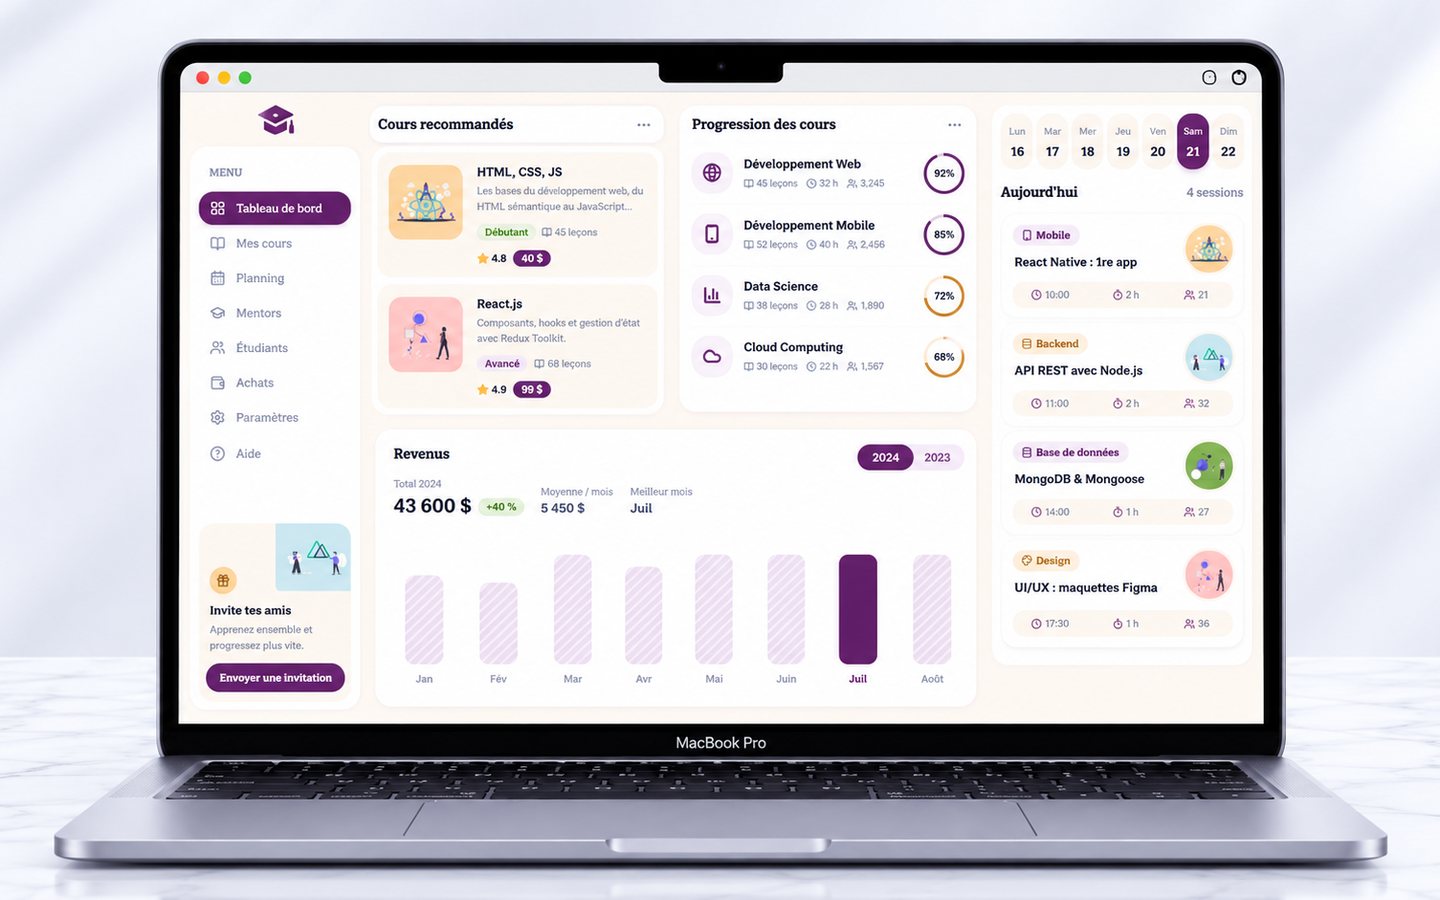 MENU
Tableau de bord
Mes cours
Planning
Mentors
Étudiants
Achats
Paramètres
Aide
Invite tes amis
Apprenez ensemble et
progressez plus vite.
Envoyer une invitation
Cours recommandés
HTML, CSS, JS
Les bases du développement web, du
HTML sémantique au JavaScript...
Débutant 45 leçons
4.8 40 $
React.js
Composants, hooks et gestion d'état
avec Redux Toolkit.
Avancé 68 leçons
4.9 99 $
Progression des cours
Développement Web
45 leçons 32 h 3,245
92%
Développement Mobile
52 leçons 40 h 2,456
85%
Data Science
38 leçons 28 h 1,890
72%
Cloud Computing
30 leçons 22 h 1,567
68%
Revenus
2024 2023
Total 2024
43 600 $ +40 %
Moyenne / mois
5 450 $
Meilleur mois
Juil
Jan Fév Mar Avr Mai Juin Juil Août
Lun Mar Mer Jeu Ven Sam Dim
16 17 18 19 20 21 22
Aujourd'hui 4 sessions
Mobile
React Native : 1re app
10:00 2 h 21
Backend
API REST avec Node.js
11:00 2 h 32
Base de données
MongoDB & Mongoose
14:00 1 h 27
Design
UI/UX : maquettes Figma
17:30 1 h 36
MacBook Pro